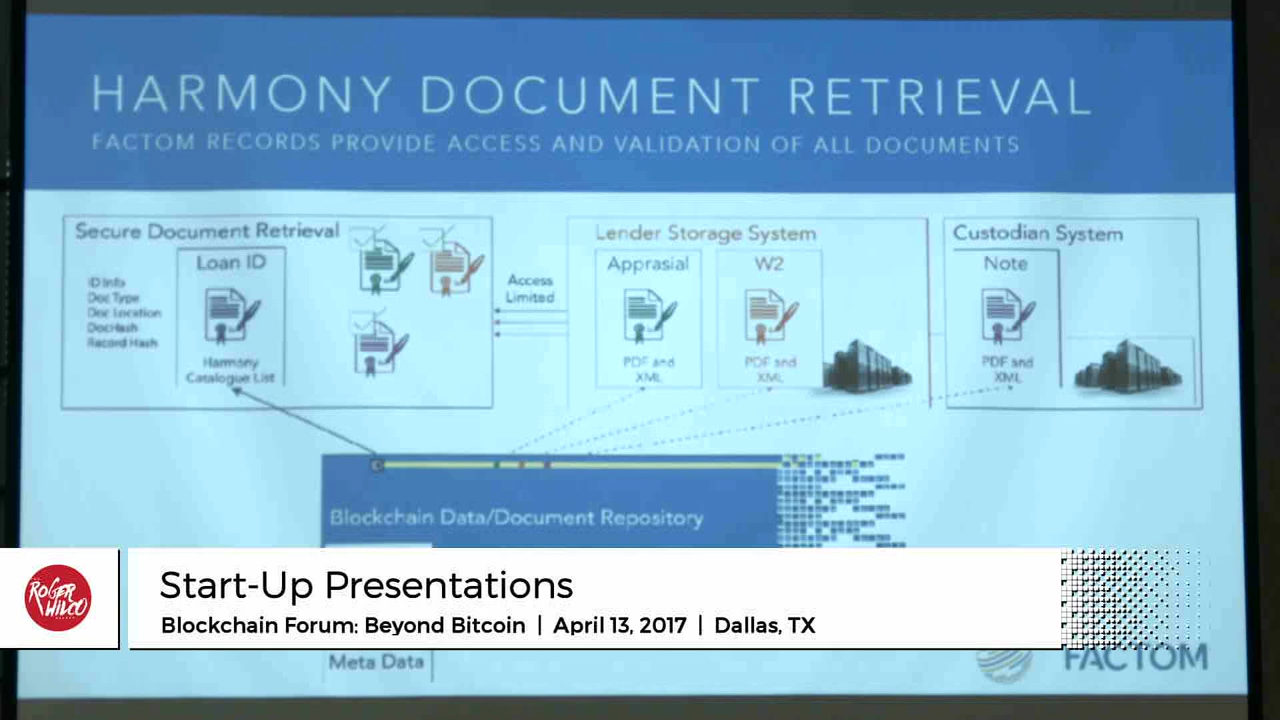 HARMONY DOCUMENT RETRIEVAL
FACTOM RECORDS PROVIDE ACCESS AND VALIDATION OF ALL DOCUMENTS
Secure Document Retrieval
Loan ID
ID Info
Doc Type
Doc Location
DocHash
Record Hash
Harmony
Catalogue List
Access
Limited
Lender Storage System
Apprasial
PDF and
XML
W2
PDF and
XML
Custodian System
Note
PDF and
XML
Blockchain Data/Document Repository
ROGER
WILCO
Start-Up Presentations
Blockchain Forum: Beyond Bitcoin | April 13, 2017 | Dallas, TX
Meta Data
FACTOM